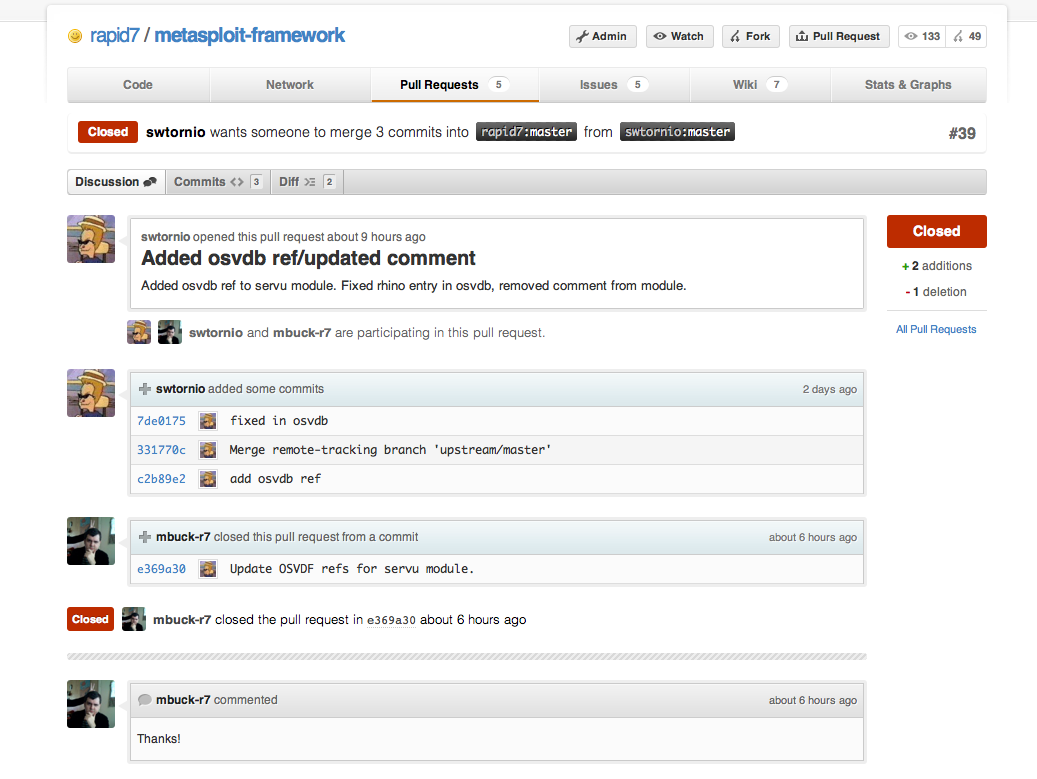 rapid7 / metasploit-framework
Admin Watch Fork Pull Request 133 49
Code Network Pull Requests 5 Issues 5 Wiki 7 Stats & Graphs
Closed swtornio wants someone to merge 3 commits into rapid7:master from swtornio:master #39
Discussion Commits 3 Diff 2
swtornio opened this pull request about 9 hours ago
Added osvdb ref/updated comment
Added osvdb ref to servu module. Fixed rhino entry in osvdb, removed comment from module.
Closed
+ 2 additions
- 1 deletion
All Pull Requests
swtornio and mbuck-r7 are participating in this pull request.
swtornio added some commits 2 days ago
7de0175 fixed in osvdb
331770c Merge remote-tracking branch 'upstream/master'
c2b89e2 add osvdb ref
mbuck-r7 closed this pull request from a commit about 6 hours ago
e369a30 Update OSVDF refs for servu module.
Closed mbuck-r7 closed the pull request in e369a30 about 6 hours ago
mbuck-r7 commented about 6 hours ago
Thanks!